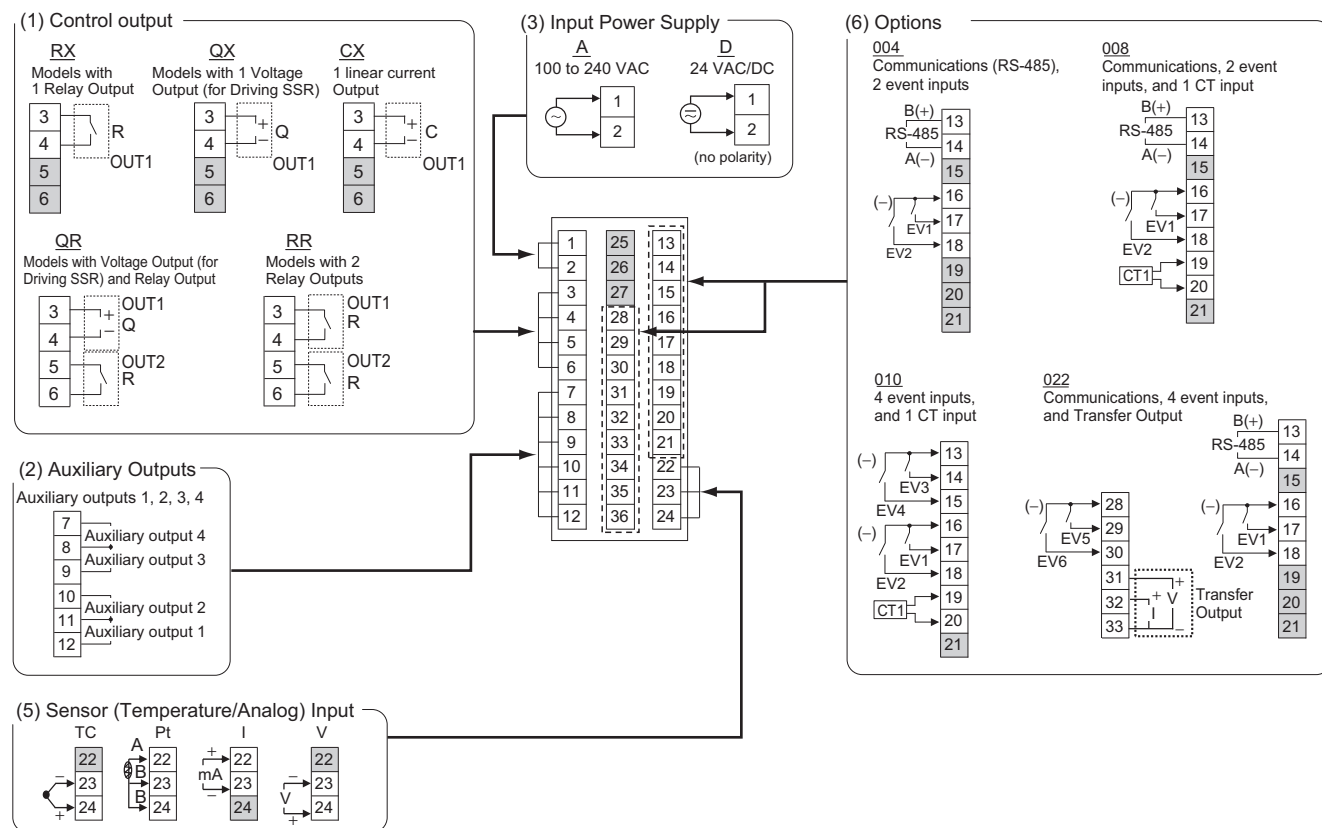 (1) Control output
RX
Models with
1 Relay Output
3
4
5
6
R
OUT1
QX
Models with 1 Voltage
Output (for Driving SSR)
3
4
5
6
+
−
Q
OUT1
CX
1 linear current
Output
3
4
5
6
+
−
C
OUT1
QR
Models with Voltage Output (for
Driving SSR) and Relay Output
3
4
5
6
OUT1
+
−
Q
OUT2
R
RR
Models with 2
Relay Outputs
3
4
5
6
OUT1
R
OUT2
R
(2) Auxiliary Outputs
Auxiliary outputs 1, 2, 3, 4
7
8
9
10
11
12
Auxiliary output 4
Auxiliary output 3
Auxiliary output 2
Auxiliary output 1
(3) Input Power Supply
A
100 to 240 VAC
1
2
D
24 VAC/DC
1
2
(no polarity)
1 25 13
2 26 14
3 27 15
4 28 16
5 29 17
6 30 18
7 31 19
8 32 20
9 33 21
10 34 22
11 35 23
12 36 24
(5) Sensor (Temperature/Analog) Input
TC
22
− 23
+ 24
Pt
A 22
B 23
B 24
I
+ 22
mA 23
− 24
V
22
− 23
V
+ 24
(6) Options
004
Communications (RS-485),
2 event inputs
B(+)
RS-485
A(−)
(−)
EV1
EV2
13
14
15
16
17
18
19
20
21
008
Communications, 2 event
inputs, and 1 CT input
B(+)
RS-485
A(−)
(−)
EV1
EV2
CT1
13
14
15
16
17
18
19
20
21
010
4 event inputs,
and 1 CT input
(−)
EV3
EV4
(−)
EV1
EV2
CT1
13
14
15
16
17
18
19
20
21
022
Communications, 4 event inputs,
and Transfer Output
(−)
EV5
EV6
28
29
30
31
32
33
+
+ V
I
−
Transfer
Output
B(+)
RS-485
A(−)
(−)
EV1
EV2
13
14
15
16
17
18
19
20
21